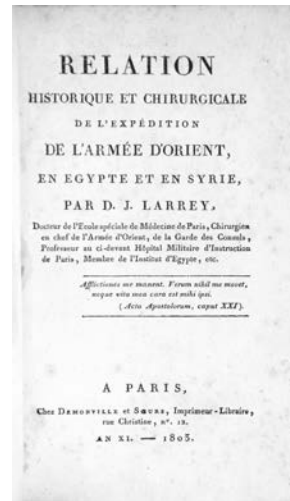 RELATION
HISTORIQUE ET CHIRURGICALE
DE L'EXPÉDITION
DE L'ARMÉE D'ORIENT,
EN EGYPTE ET EN SYRIE,
PAR D. J. LARREY,
Docteur de l'Ecole spéciale de Médecine de Paris, Chirurgien
en chef de l'Armée d'Orient, de la Garde des Consuls,
Professeur au ci-devant Hôpital Militaire d'Instruction
de Paris, Membre de l'Institut d'Egypte, etc.
Afflictiones me manent. Verum nihil me movet,
neque vita mea cara est mihi ipsi.
(Acta Apostolorum, caput XXI).
A PARIS,
Chez DEMONVILLE et SŒURS, Imprimeur-Libraire,
rue Christine, nº. 12.
AN XI. — 1803.